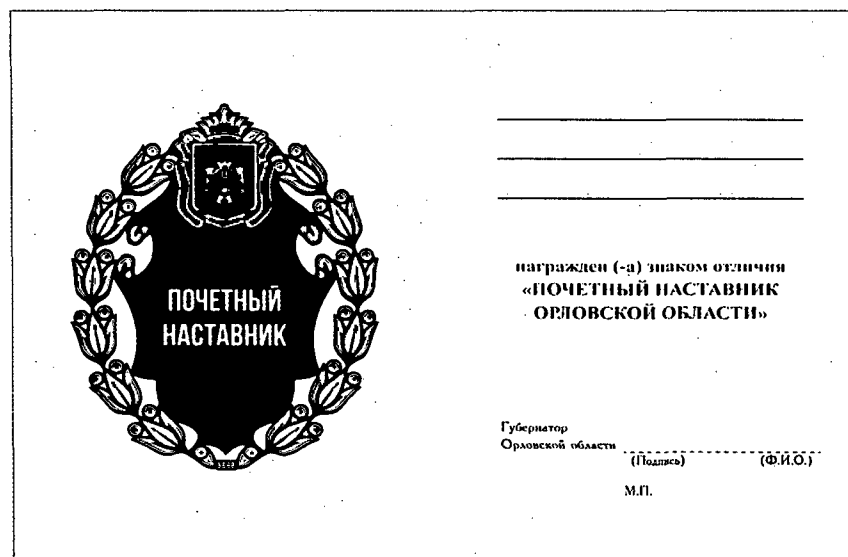 ПОЧЕТНЫЙ
НАСТАВНИК
награжден (-а) знаком отличия
«ПОЧЕТНЫЙ НАСТАВНИК
ОРЛОВСКОЙ ОБЛАСТИ»
Губернатор
Орловской области
(Подпись) (Ф.И.О.)
М.П.